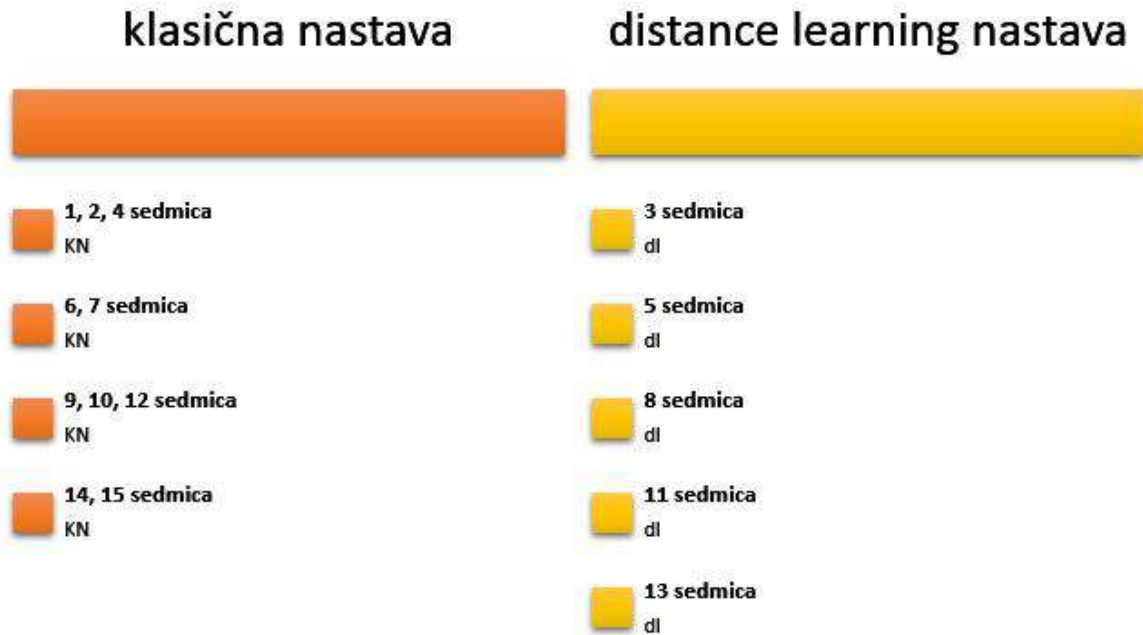 klasična nastava
1, 2, 4 sedmica
KN
6, 7 sedmica
KN
9, 10, 12 sedmica
KN
14, 15 sedmica
KN
distance learning nastava
3 sedmica
dl
5 sedmica
dl
8 sedmica
dl
11 sedmica
dl
13 sedmica
dl